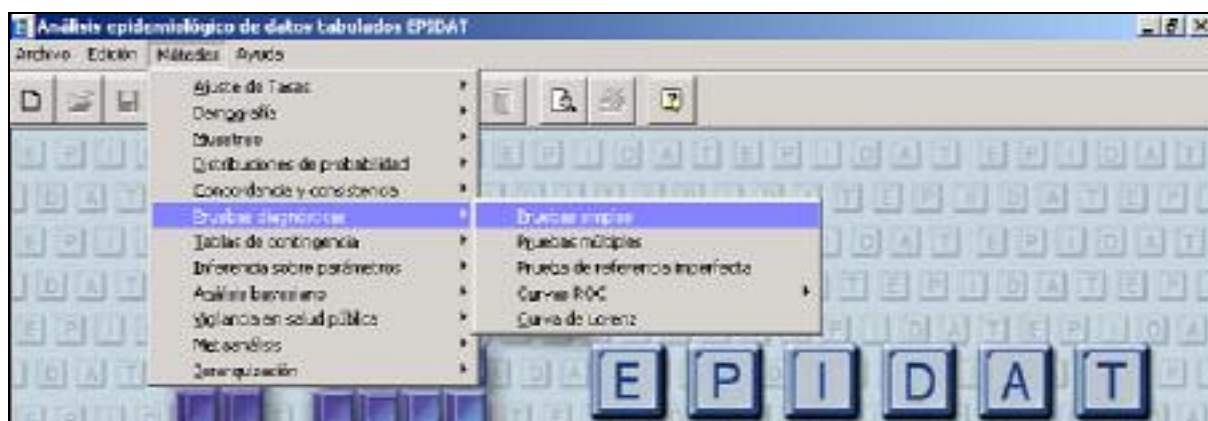 Análisis epidemiológico de datos tabulados EPIDAT
Archivo Edición Métodos Ayuda
Ajuste de Tasas
Demografía
Muestreo
Distribuciones de probabilidad
Concordancia y consistencia
Pruebas diagnósticas
Tablas de contingencia
Inferencia sobre parámetros
Análisis bayesiano
Vigilancia en salud pública
Metaanálisis
Jerarquización
Pruebas simples
Pruebas múltiples
Prueba de referencia imperfecta
Curvas ROC
Curva de Lorenz
E P I D A T